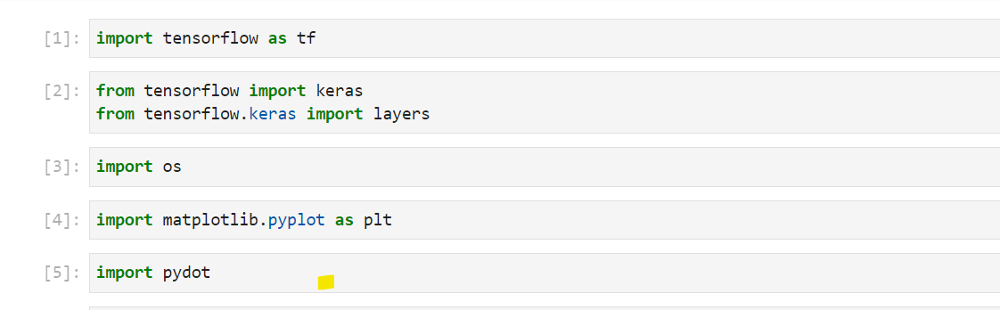 [1]: import tensorflow as tf
[2]: from tensorflow import keras
from tensorflow.keras import layers
[3]: import os
[4]: import matplotlib.pyplot as plt
[5]: import pydot